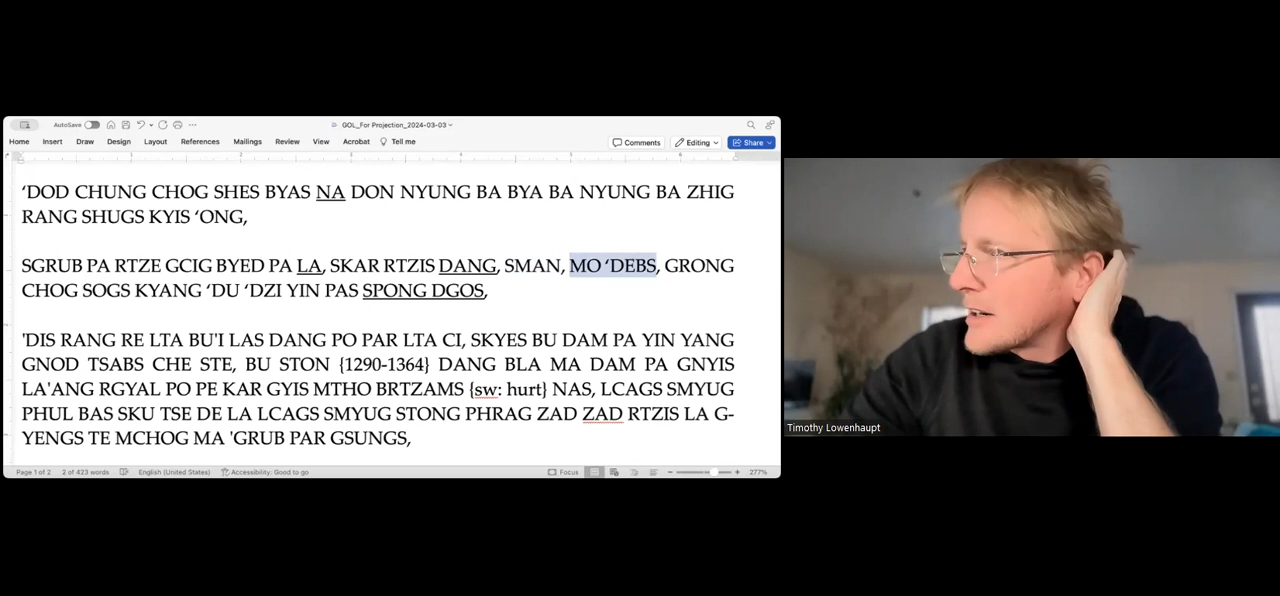 AutoSave
GOL_For Projection_2024-03-03
Home Insert Draw Design Layout References Mailings Review View Acrobat Tell me Comments Editing Share
‘DOD CHUNG CHOG SHES BYAS NA DON NYUNG BA BYA BA NYUNG BA ZHIG
RANG SHUGS KYIS ‘ONG,
SGRUB PA RTZE GCIG BYED PA LA, SKAR RTZIS DANG, SMAN, MO ‘DEBS, GRONG
CHOG SOGS KYANG ‘DU ‘DZI YIN PAS SPONG DGOS,
'DIS RANG RE LTA BU'I LAS DANG PO PAR LTA CI, SKYES BU DAM PA YIN YANG
GNOD TSABS CHE STE, BU STON {1290-1364} DANG BLA MA DAM PA GNYIS
LA'ANG RGYAL PO PE KAR GYIS MTHO BRTZAMS {sw: hurt} NAS, LCAGS SMYUG
PHUL BAS SKU TSE DE LA LCAGS SMYUG STONG PHRAG ZAD ZAD RTZIS LA G-
YENGS TE MCHOG MA 'GRUB PAR GSUNGS,
Page 1 of 2 2 of 423 words English (United States) Accessibility: Good to go Focus 277%
Timothy Lowenhaupt